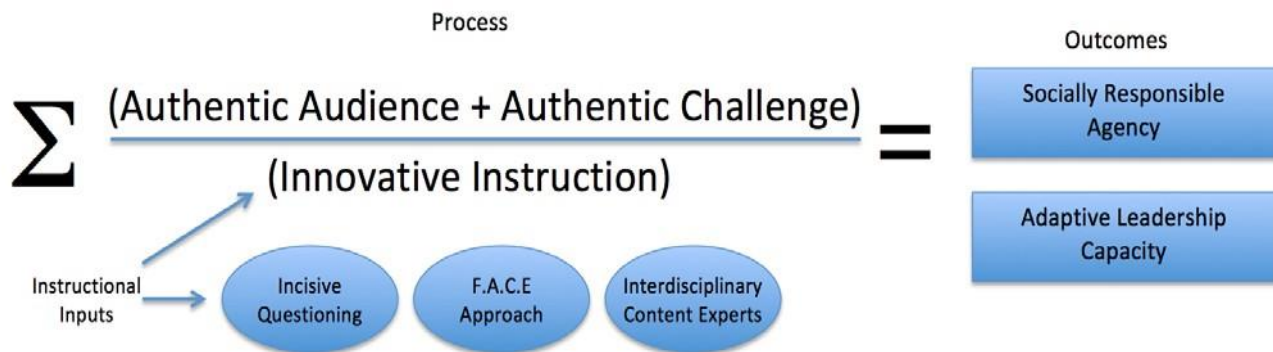 Process
Outcomes
∑ (Authentic Audience + Authentic Challenge)
(Innovative Instruction)
=
Socially Responsible
Agency
Adaptive Leadership
Capacity
Instructional
Inputs
Incisive
Questioning
F.A.C.E
Approach
Interdisciplinary
Content Experts